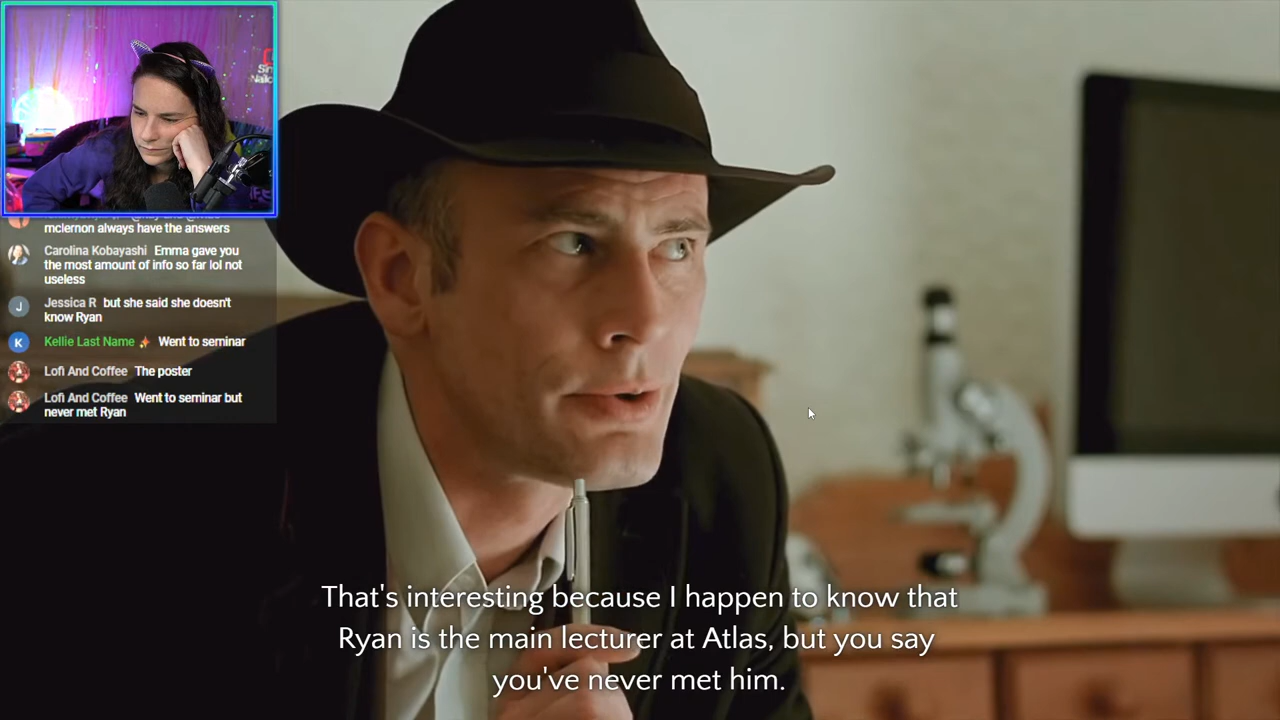 mclernon always have the answers
Carolina Kobayashi Emma gave you
the most amount of info so far lol not
useless
Jessica R but she said she doesn't
know Ryan
Kellie Last Name Went to seminar
Lofi And Coffee The poster
Lofi And Coffee Went to seminar but
never met Ryan
J
K
That's interesting because I happen to know that
Ryan is the main lecturer at Atlas, but you say
you've never met him.